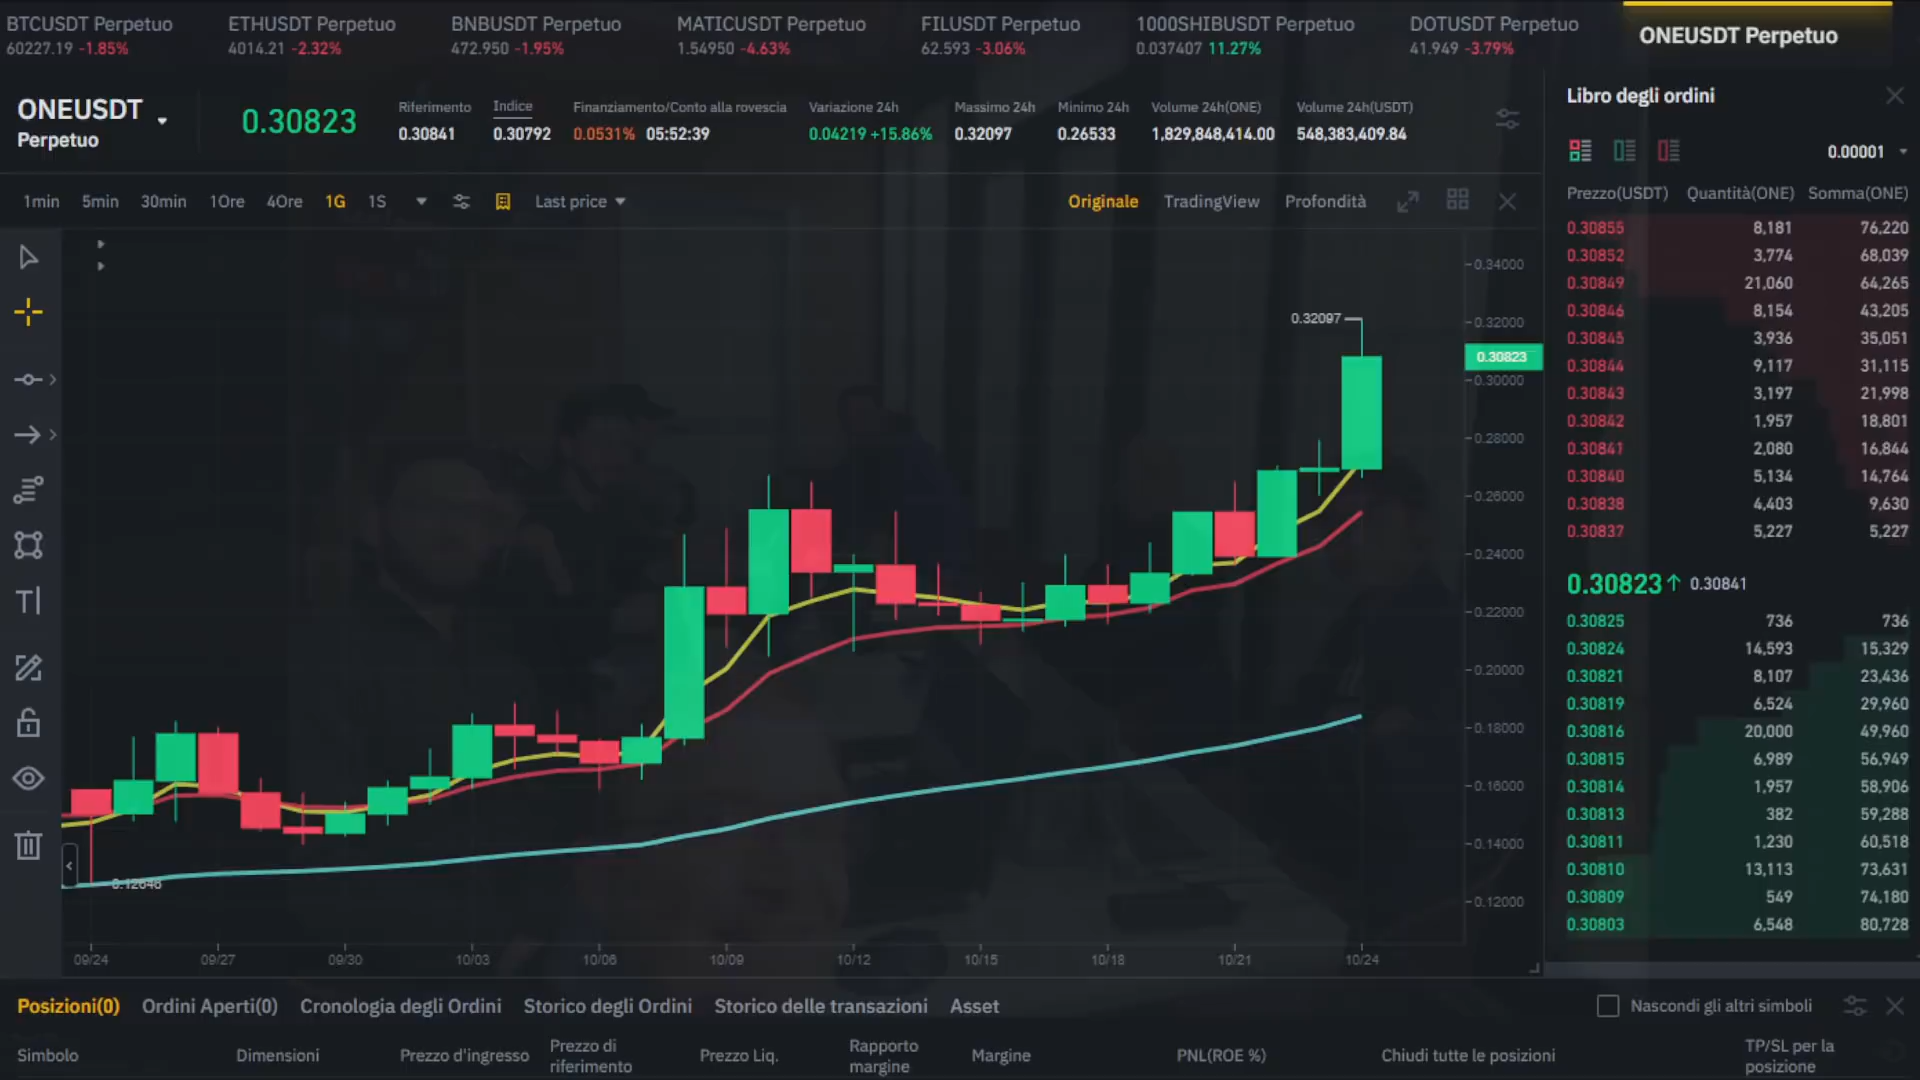 BTCUSDT Perpetuo ETHUSDT Perpetuo BNBUSDT Perpetuo MATICUSDT Perpetuo FILUSDT Perpetuo 1000SHIBUSDT Perpetuo DOTUSDT Perpetuo ONEUSDT Perpetuo
60227.19 -1.85% 4014.21 -2.32% 472.950 -1.95% 1.54950 -4.63% 62.593 -3.06% 0.037407 11.27% 41.949 -3.79%
ONEUSDT
Perpetuo
0.30823
Riferimento Indice Finanziamento/Conto alla rovescia Variazione 24h Massimo 24h Minimo 24h Volume 24h(ONE) Volume 24h(USDT)
0.30841 0.30792 0.0531% 05:52:39 0.04219 +15.86% 0.32097 0.26533 1,829,848,414.00 548,383,409.84
1min 5min 30min 1Ore 4Ore 1G 1S Last price Originale TradingView Profondità
0.34000
0.32097
0.32000
0.30823
0.30000
0.28000
0.26000
0.24000
0.22000
0.20000
0.18000
0.16000
0.14000
0.12646
0.12000
09/24 09/27 09/30 10/03 10/06 10/09 10/12 10/15 10/18 10/21 10/24
Libro degli ordini
0.00001
Prezzo(USDT) Quantità(ONE) Somma(ONE)
0.30855 8,181 76,220
0.30852 3,774 68,039
0.30849 21,060 64,265
0.30846 8,154 43,205
0.30845 3,936 35,051
0.30844 9,117 31,115
0.30843 3,197 21,998
0.30842 1,957 18,801
0.30841 2,080 16,844
0.30840 5,134 14,764
0.30838 4,403 9,630
0.30837 5,227 5,227
0.30823↑ 0.30841
0.30825 736 736
0.30824 14,593 15,329
0.30821 8,107 23,436
0.30819 6,524 29,960
0.30816 20,000 49,960
0.30815 6,989 56,949
0.30814 1,957 58,906
0.30813 382 59,288
0.30811 1,230 60,518
0.30810 13,113 73,631
0.30809 549 74,180
0.30803 6,548 80,728
Posizioni(0) Ordini Aperti(0) Cronologia degli Ordini Storico degli Ordini Storico delle transazioni Asset Nascondi gli altri simboli
Simbolo Dimensioni Prezzo d'ingresso Prezzo di riferimento Prezzo Liq. Rapporto margine Margine PNL(ROE %) Chiudi tutte le posizioni TP/SL per la posizione